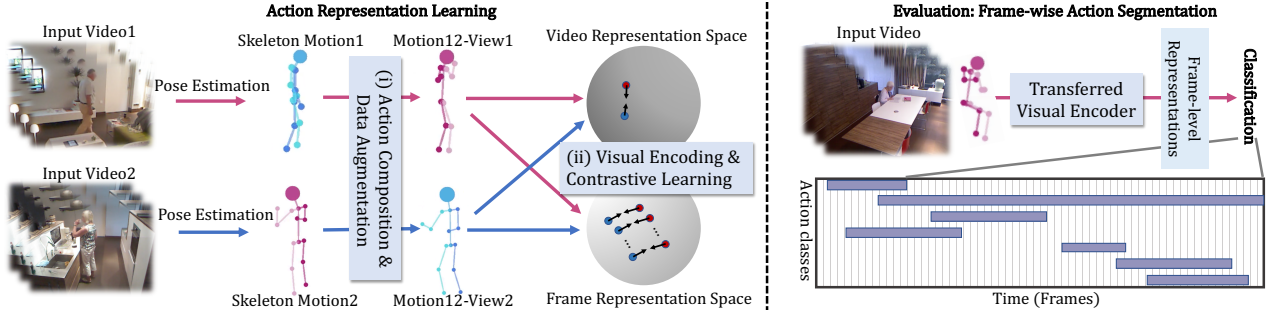 Action Representation Learning
Input Video1
Pose Estimation
Skeleton Motion1
Motion12-View1
Video Representation Space
(i) Action Composition &
Data Augmentation
(ii) Visual Encoding &
Contrastive Learning
Input Video2
Pose Estimation
Skeleton Motion2
Motion12-View2
Frame Representation Space
Evaluation: Frame-wise Action Segmentation
Input Video
Transferred
Visual Encoder
Frame-level
Representations
Classification
Action classes
Time (Frames)